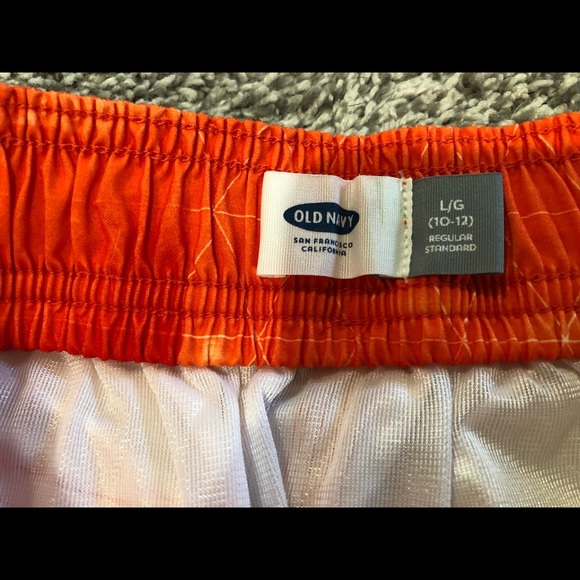 OLD NAVY
SAN FRANCISCO
CALIFORNIA
L/G
(10-12)
REGULAR
STANDARD